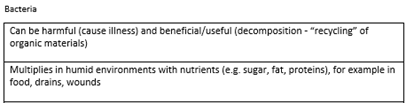 Bacteria
Can be harmful (cause illness) and beneficial/useful (decomposition - “recycling” of
organic materials)
Multiplies in humid environments with nutrients (e.g. sugar, fat, proteins), for example in
food, drains, wounds